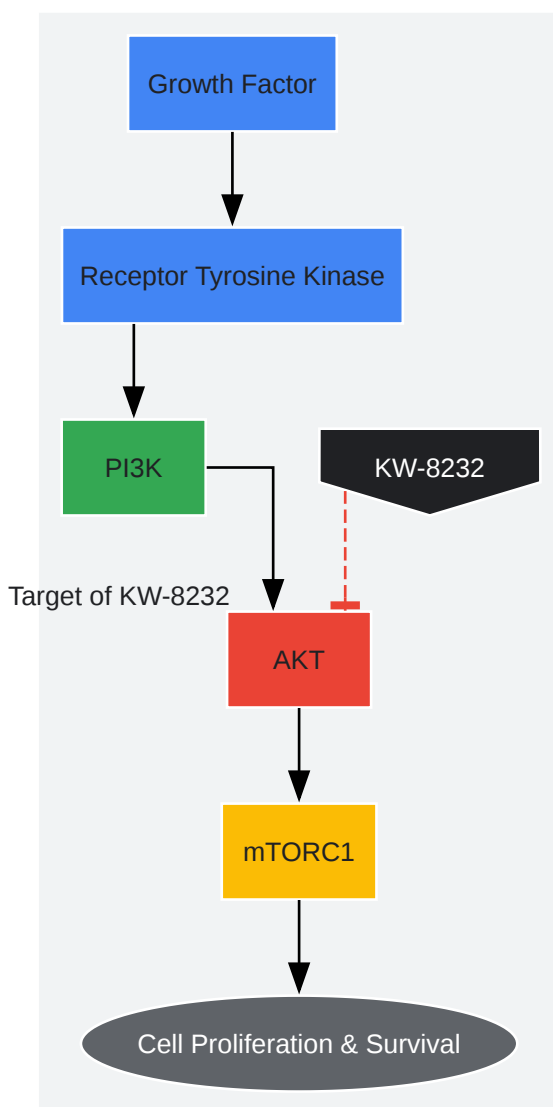 Growth Factor
Receptor Tyrosine Kinase
PI3K
KW-8232
Target of KW-8232
AKT
mTORC1
Cell Proliferation & Survival